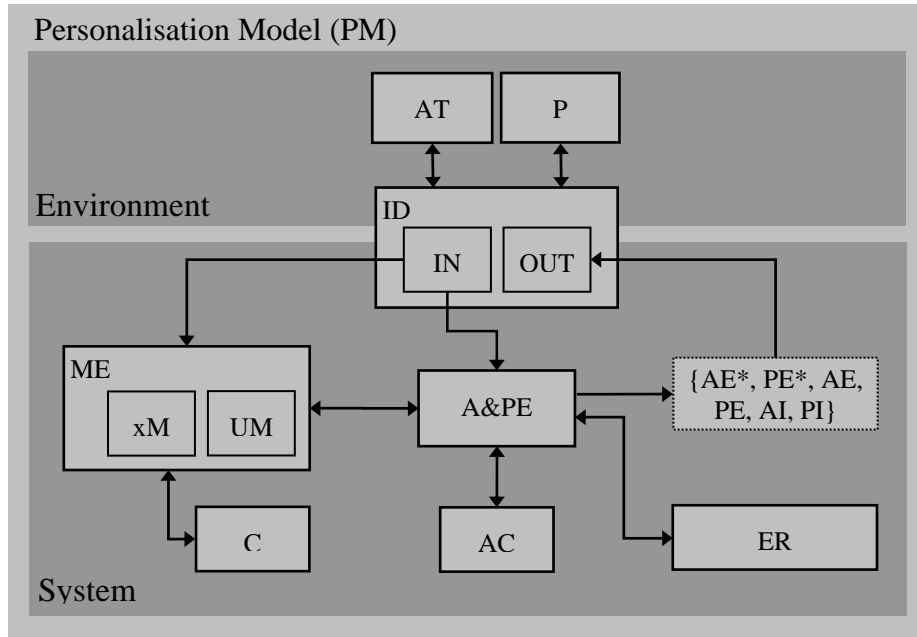 Personalisation Model (PM)
AT
P
Environment
ID
IN
OUT
ME
xM
UM
A&PE
{AE*, PE*, AE,
PE, AI, PI}
C
AC
ER
System